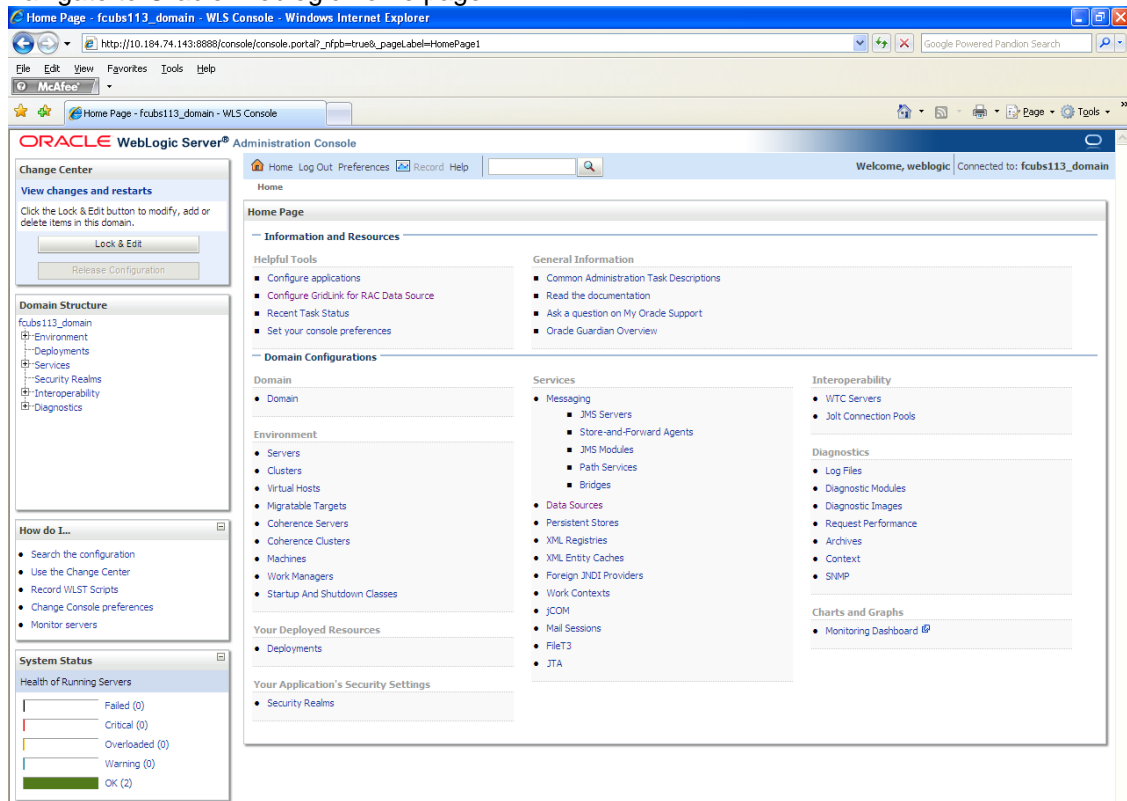 Navigate to Oracle Weblogic home page
Home Page - fcubs113_domain - WLS Console - Windows Internet Explorer
http://10.184.74.143:8888/console/console.portal?_nfpb=true&_pageLabel=HomePage1
Google Powered Pandion Search
File Edit View Favorites Tools Help
McAfee
Home Page - fcubs113_domain - WLS Console
Page Tools
ORACLE WebLogic Server® Administration Console
Change Center
View changes and restarts
Click the Lock & Edit button to modify, add or
delete items in this domain.
Lock & Edit
Release Configuration
Domain Structure
fcubs113_domain
Environment
Deployments
Services
Security Realms
Interoperability
Diagnostics
How do I...
Search the configuration
Use the Change Center
Record WLST Scripts
Change Console preferences
Monitor servers
System Status
Health of Running Servers
Failed (0)
Critical (0)
Overloaded (0)
Warning (0)
OK (2)
Home Log Out Preferences Record Help
Welcome, weblogic Connected to: fcubs113_domain
Home
Home Page
Information and Resources
Helpful Tools
Configure applications
Configure GridLink for RAC Data Source
Recent Task Status
Set your console preferences
General Information
Common Administration Task Descriptions
Read the documentation
Ask a question on My Oracle Support
Oracle Guardian Overview
Domain Configurations
Domain
Domain
Environment
Servers
Clusters
Virtual Hosts
Migratable Targets
Coherence Servers
Coherence Clusters
Machines
Work Managers
Startup And Shutdown Classes
Your Deployed Resources
Deployments
Your Application's Security Settings
Security Realms
Services
Messaging
JMS Servers
Store-and-Forward Agents
JMS Modules
Path Services
Bridges
Data Sources
Persistent Stores
XML Registries
XML Entity Caches
Foreign JNDI Providers
Work Contexts
jCOM
Mail Sessions
FileT3
JTA
Interoperability
WTC Servers
Jolt Connection Pools
Diagnostics
Log Files
Diagnostic Modules
Diagnostic Images
Request Performance
Archives
Context
SNMP
Charts and Graphs
Monitoring Dashboard